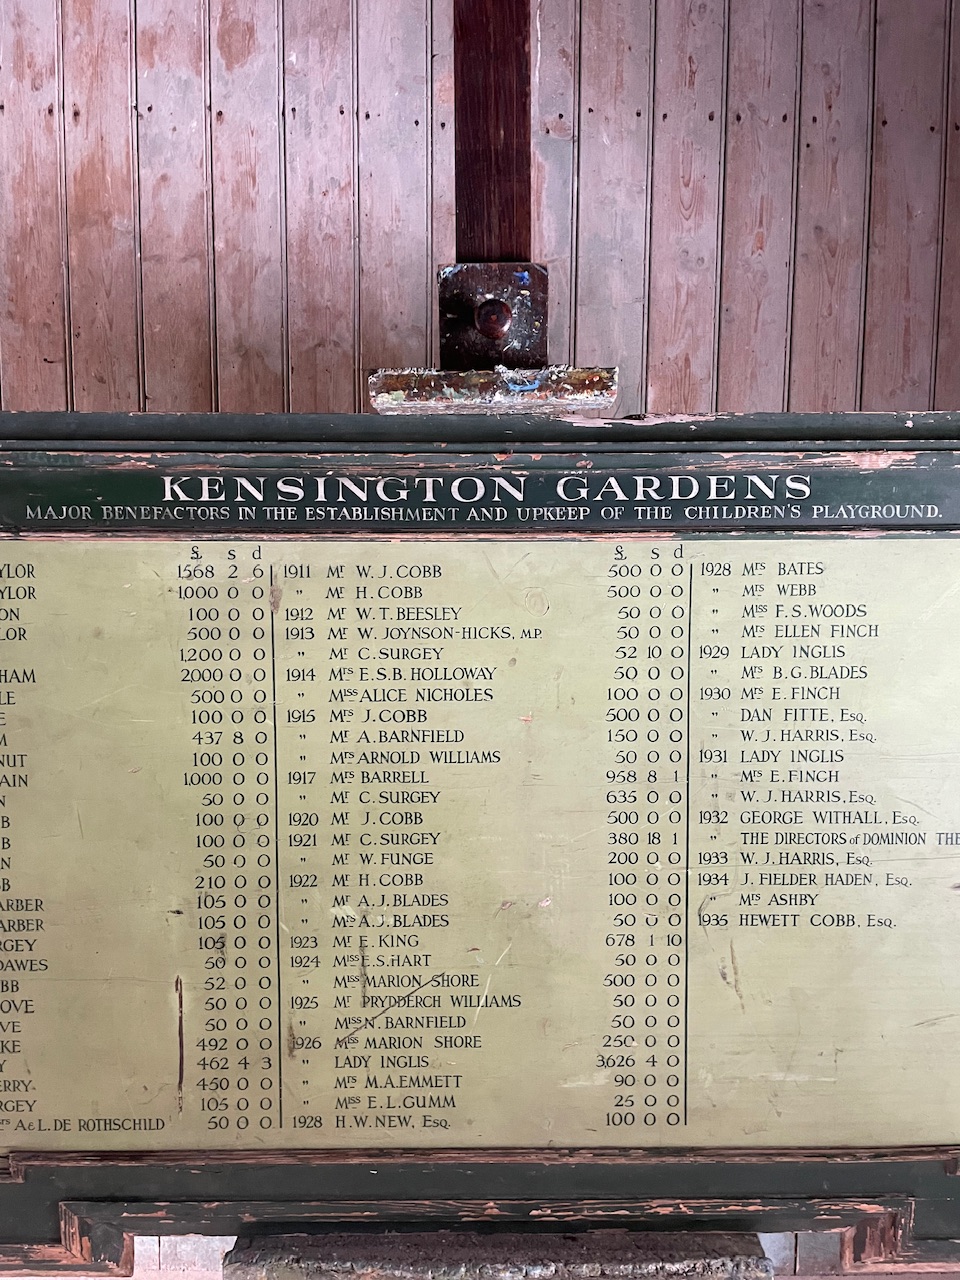 KENSINGTON GARDENS
MAJOR BENEFACTORS IN THE ESTABLISHMENT AND UPKEEP OF THE CHILDREN'S PLAYGROUND.
£ s d £ s d
YLOR 1568 2 6 1911 Mr W. J. COBB 500 0 0 1928 Mrs BATES
YLOR 1000 0 0 " Mr H. COBB 500 0 0 " Mrs WEBB
ON 100 0 0 1912 Mr W. T. BEESLEY 50 0 0 " Miss F. S. WOODS
LOR 500 0 0 1913 Mr W. JOYNSON-HICKS, M.P. 50 0 0 " Mrs ELLEN FINCH
1,200 0 0 " Mr C. SURGEY 52 10 0 1929 LADY INGLIS
HAM 2,000 0 0 1914 Mrs E.S.B. HOLLOWAY 50 0 0 " Mrs B. G. BLADES
LE 500 0 0 " Miss ALICE NICHOLES 100 0 0 1930 Mrs E. FINCH
E 100 0 0 1915 Mrs J. COBB 500 0 0 " DAN FITTE, Esq.
M 437 8 0 " Mr A. BARNFIELD 150 0 0 " W. J. HARRIS, Esq.
NUT 100 0 0 " Mrs ARNOLD WILLIAMS 50 0 0 1931 LADY INGLIS
AIN 1,000 0 0 1917 Mrs BARRELL 958 8 1 " Mrs E. FINCH
N 50 0 0 " Mr C. SURGEY 635 0 0 " W. J. HARRIS, Esq.
B 100 0 0 1920 Mr J. COBB 500 0 0 1932 GEORGE WITHALL, Esq.
B 100 0 0 1921 Mr C. SURGEY 380 18 1 " THE DIRECTORS of DOMINION THE
N 50 0 0 " Mr W. FUNGE 200 0 0 1933 W. J. HARRIS, Esq.
BB 210 0 0 1922 Mr H. COBB 100 0 0 1934 J. FIELDER HADEN, Esq.
ARBER 105 0 0 " Mr A. J. BLADES 100 0 0 " Mrs ASHBY
ARBER 105 0 0 " Mrs A. J. BLADES 50 0 0 1935 HEWETT COBB, Esq.
RGEY 105 0 0 1923 Mr E. KING 678 1 10
DAWES 50 0 0 1924 Miss E. S. HART 50 0 0
BB 52 0 0 " Miss MARION SHORE 500 0 0
OVE 50 0 0 1925 Mr PRYDDERCH WILLIAMS 50 0 0
VE 50 0 0 " Miss N. BARNFIELD 50 0 0
KE 492 0 0 1926 Miss MARION SHORE 250 0 0
Y 462 4 3 " LADY INGLIS 3,626 4 0
ERRY. 450 0 0 " Mrs M.A. EMMETT 90 0 0
RGEY 105 0 0 " Miss E. L. GUMM 25 0 0
rs A & L. DE ROTHSCHILD 50 0 0 1928 H. W. NEW, Esq. 100 0 0